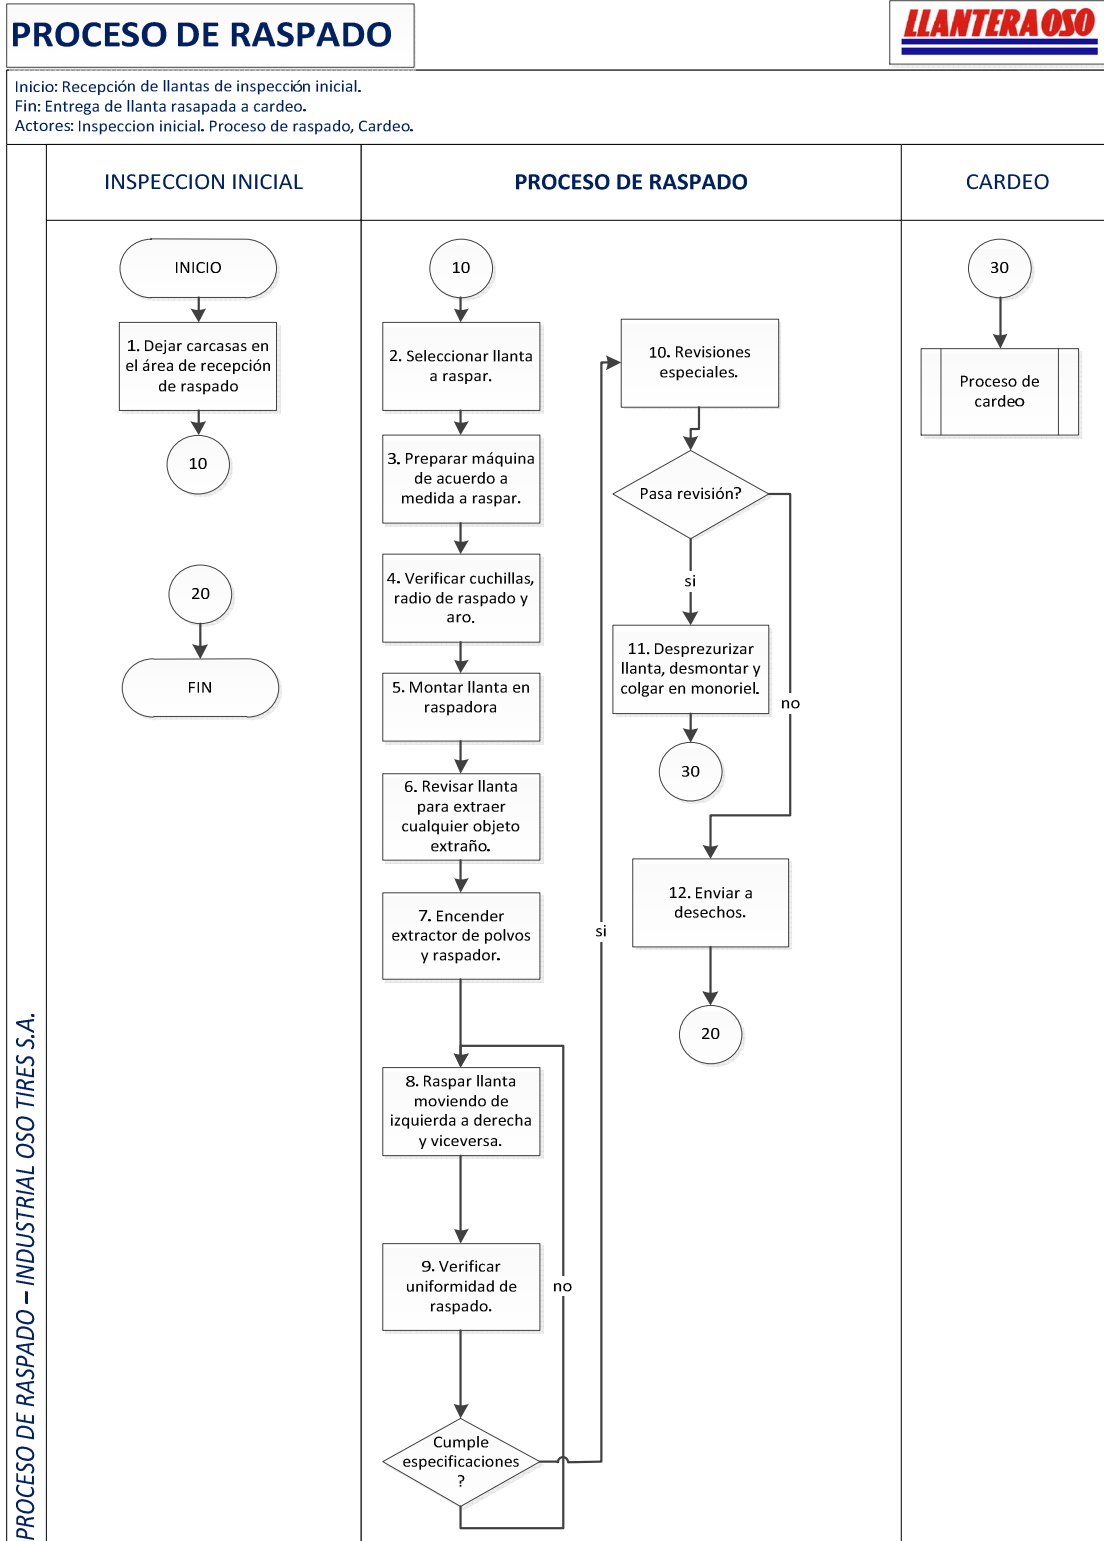 PROCESO DE RASPADO
LLANTERA OSO
Inicio: Recepción de llantas de inspección inicial.
Fin: Entrega de llanta rasapada a cardeo.
Actores: Inspeccion inicial. Proceso de raspado, Cardeo.
PROCESO DE RASPADO – INDUSTRIAL OSO TIRES S.A.
INSPECCION INICIAL
INICIO
1. Dejar carcasas en
el área de recepción
de raspado
10
20
FIN
PROCESO DE RASPADO
10
2. Seleccionar llanta
a raspar.
3. Preparar máquina
de acuerdo a
medida a raspar.
4. Verificar cuchillas,
radio de raspado y
aro.
5. Montar llanta en
raspadora
6. Revisar llanta
para extraer
cualquier objeto
extraño.
7. Encender
extractor de polvos
y raspador.
8. Raspar llanta
moviendo de
izquierda a derecha
y viceversa.
9. Verificar
uniformidad de
raspado.
no
Cumple
especificaciones
?
si
10. Revisiones
especiales.
Pasa revisión?
si
11. Desprezurizar
llanta, desmontar y
colgar en monoriel.
no
30
12. Enviar a
desechos.
20
CARDEO
30
Proceso de
cardeo